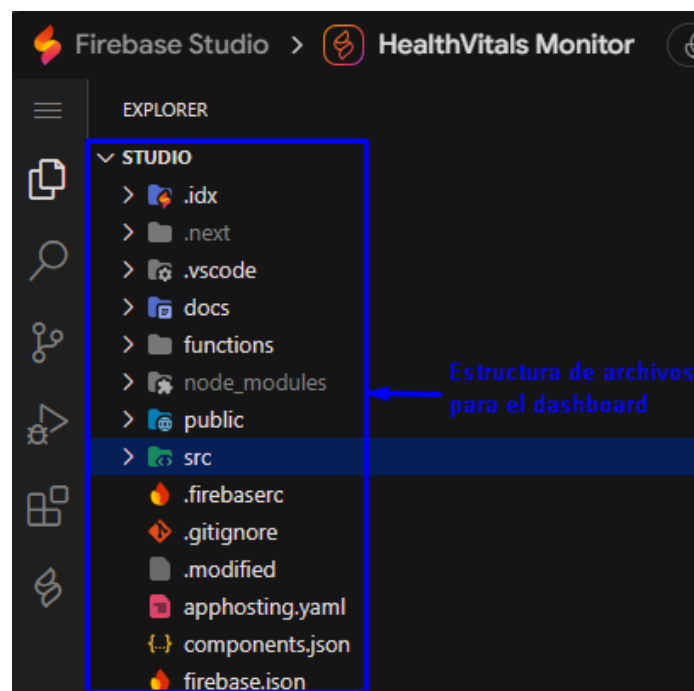 Firebase Studio > HealthVitals Monitor
EXPLORER
STUDIO
.idx
.next
.vscode
docs
functions
node_modules
public
src
.firebaserc
.gitignore
.modified
apphosting.yaml
components.json
firebase.json
Estructura de archivos
para el dashboard